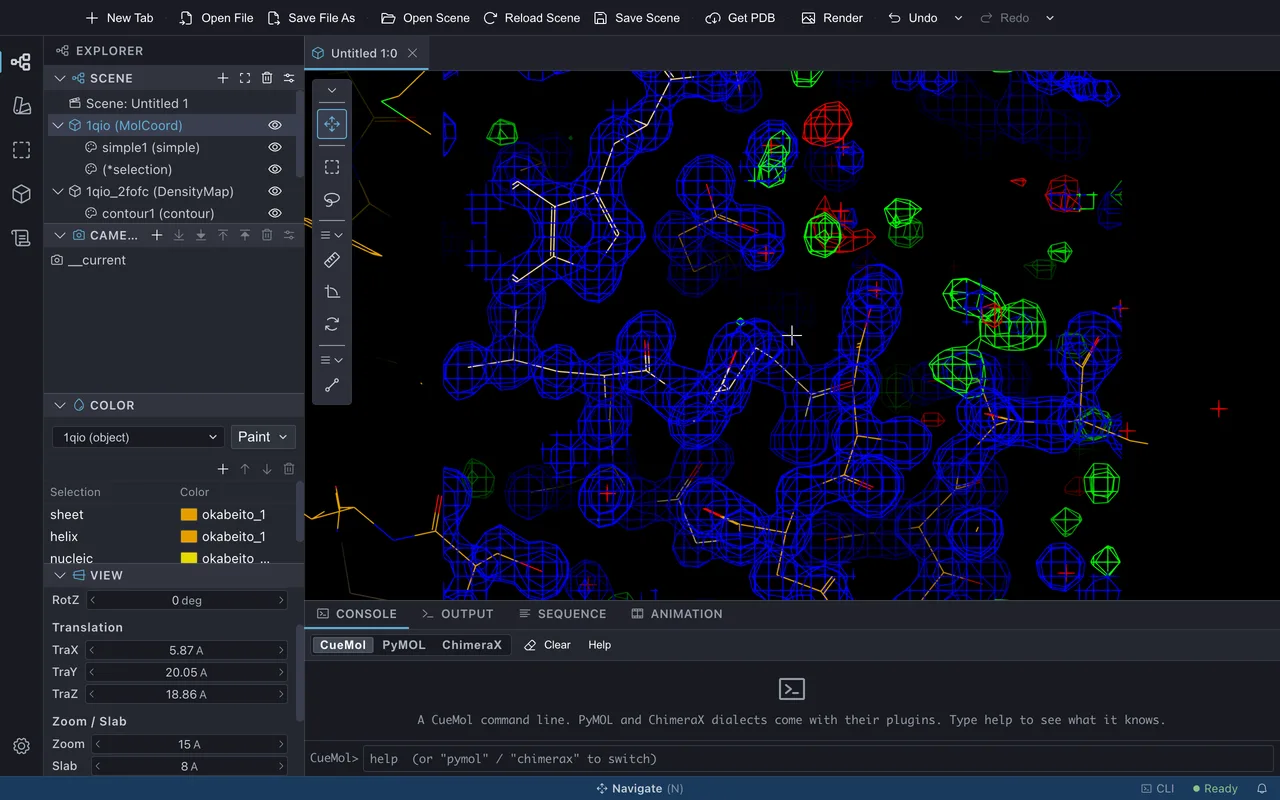 New Tab Open File Save File As Open Scene Reload Scene Save Scene Get PDB Render Undo Redo
EXPLORER
Untitled 1:0
SCENE
Scene: Untitled 1
1qio (MolCoord)
simple1 (simple)
(*selection)
1qio_2fofc (DensityMap)
contour1 (contour)
CAME...
__current
COLOR
1qio (object) Paint
Selection Color
sheet okabeito_1
helix okabeito_1
nucleic okabeito_...
VIEW
RotZ 0 deg
Translation
TraX 5.87 A
TraY 20.05 A
TraZ 18.86 A
Zoom / Slab
Zoom 15 A
Slab 8 A
CONSOLE OUTPUT SEQUENCE ANIMATION
CueMol PyMOL ChimeraX Clear Help
A CueMol command line. PyMOL and ChimeraX dialects come with their plugins. Type help to see what it knows.
CueMol> help (or "pymol" / "chimerax" to switch)
Navigate (N) CLI Ready